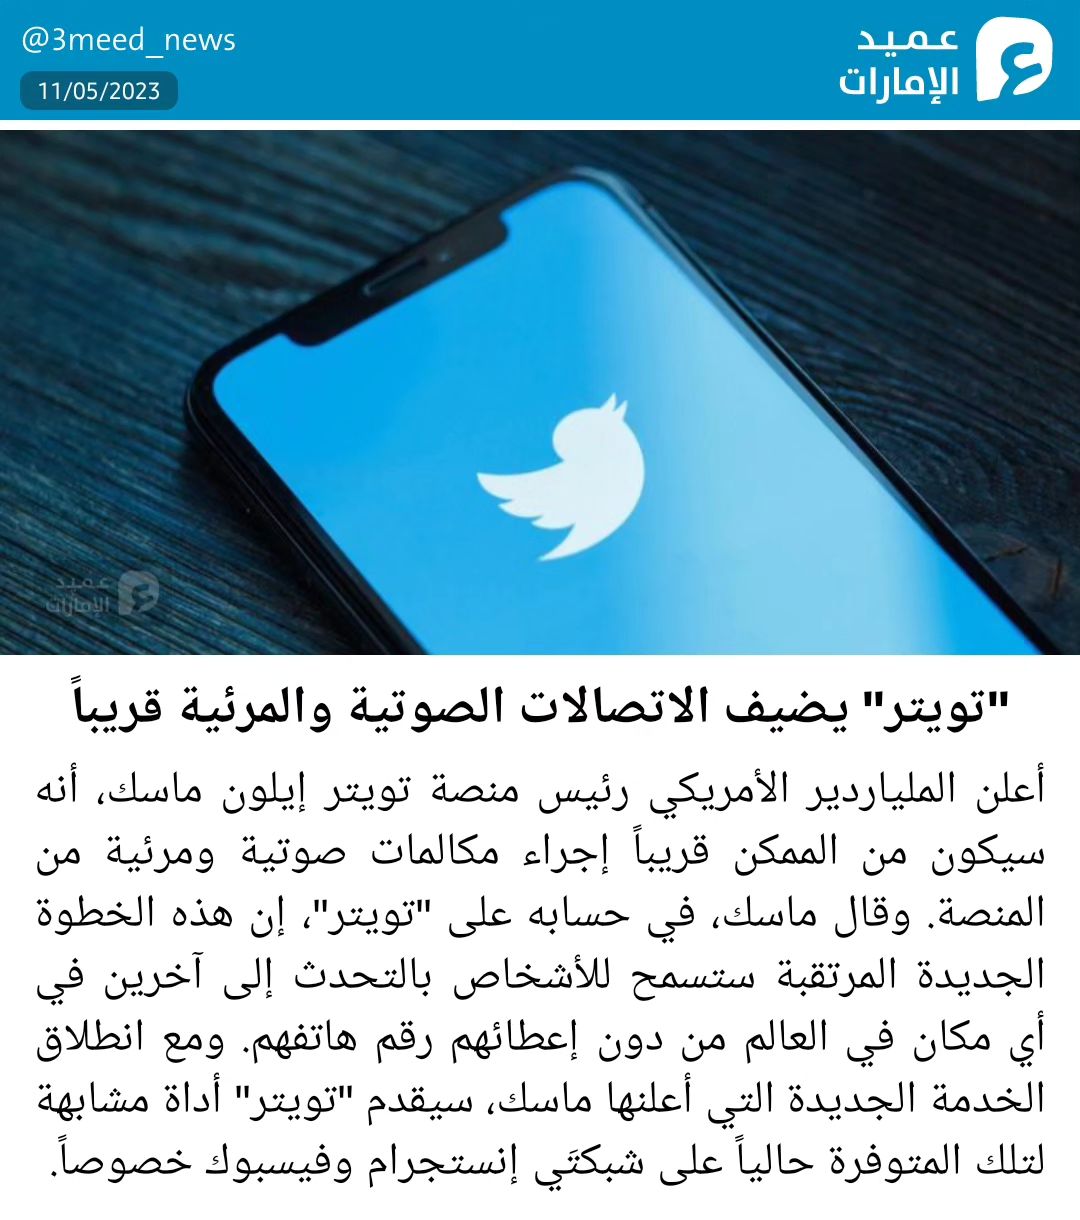 @3meed_news
11/05/2023
عميد
الإمارات
عميد
الإمارات
"تويتر" يضيف الاتصالات الصوتية والمرئية قريباً
أعلن الملياردير الأمريكي رئيس منصة تويتر إيلون ماسك، أنه
سيكون من الممكن قريباً إجراء مكالمات صوتية ومرئية من
المنصة. وقال ماسك، في حسابه على "تويتر"، إن هذه الخطوة
الجديدة المرتقبة ستسمح للأشخاص بالتحدث إلى آخرين في
أي مكان في العالم من دون إعطائهم رقم هاتفهم. ومع انطلاق
الخدمة الجديدة التي أعلنها ماسك، سيقدم "تويتر" أداة مشابهة
لتلك المتوفرة حالياً على شبكتَي إنستجرام وفيسبوك خصوصاً.